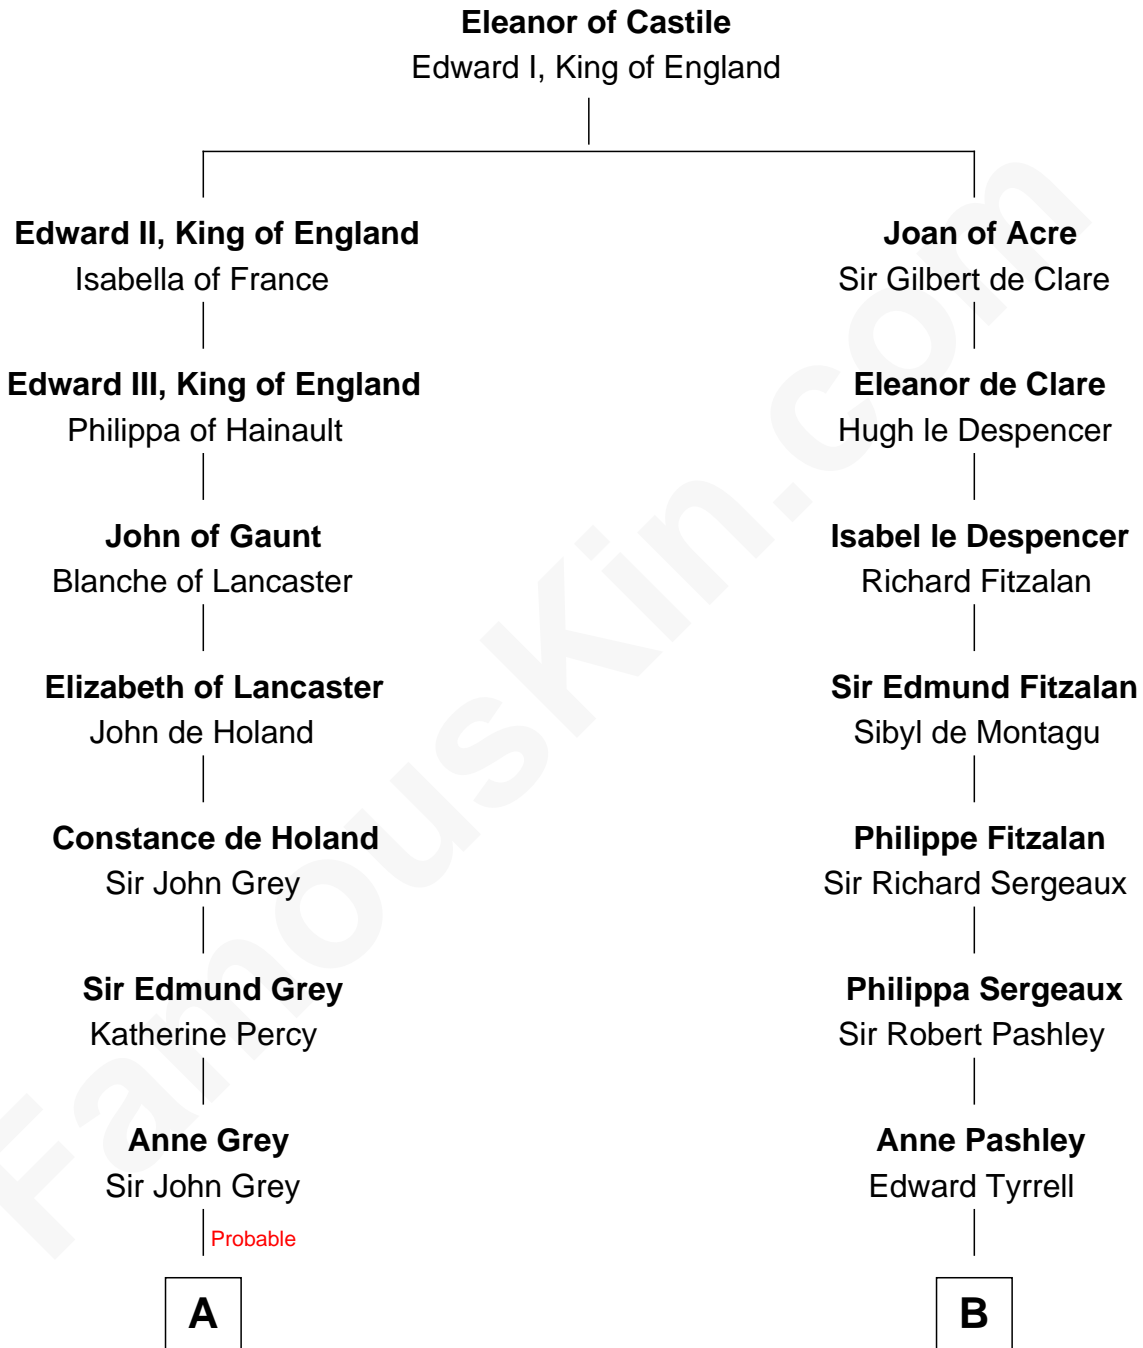 Eleanor of Castile
Edward I, King of England
Edward II, King of England
Isabella of France
Edward III, King of England
Philippa of Hainault
John of Gaunt
Blanche of Lancaster
Elizabeth of Lancaster
John de Holand
Constance de Holand
Sir John Grey
Sir Edmund Grey
Katherine Percy
Anne Grey
Sir John Grey
Probable
A
Joan of Acre
Sir Gilbert de Clare
Eleanor de Clare
Hugh le Despencer
Isabel le Despencer
Richard Fitzalan
Sir Edmund Fitzalan
Sibyl de Montagu
Philippe Fitzalan
Sir Richard Sergeaux
Philippa Sergeaux
Sir Robert Pashley
Anne Pashley
Edward Tyrrell
B
FamousKin.com